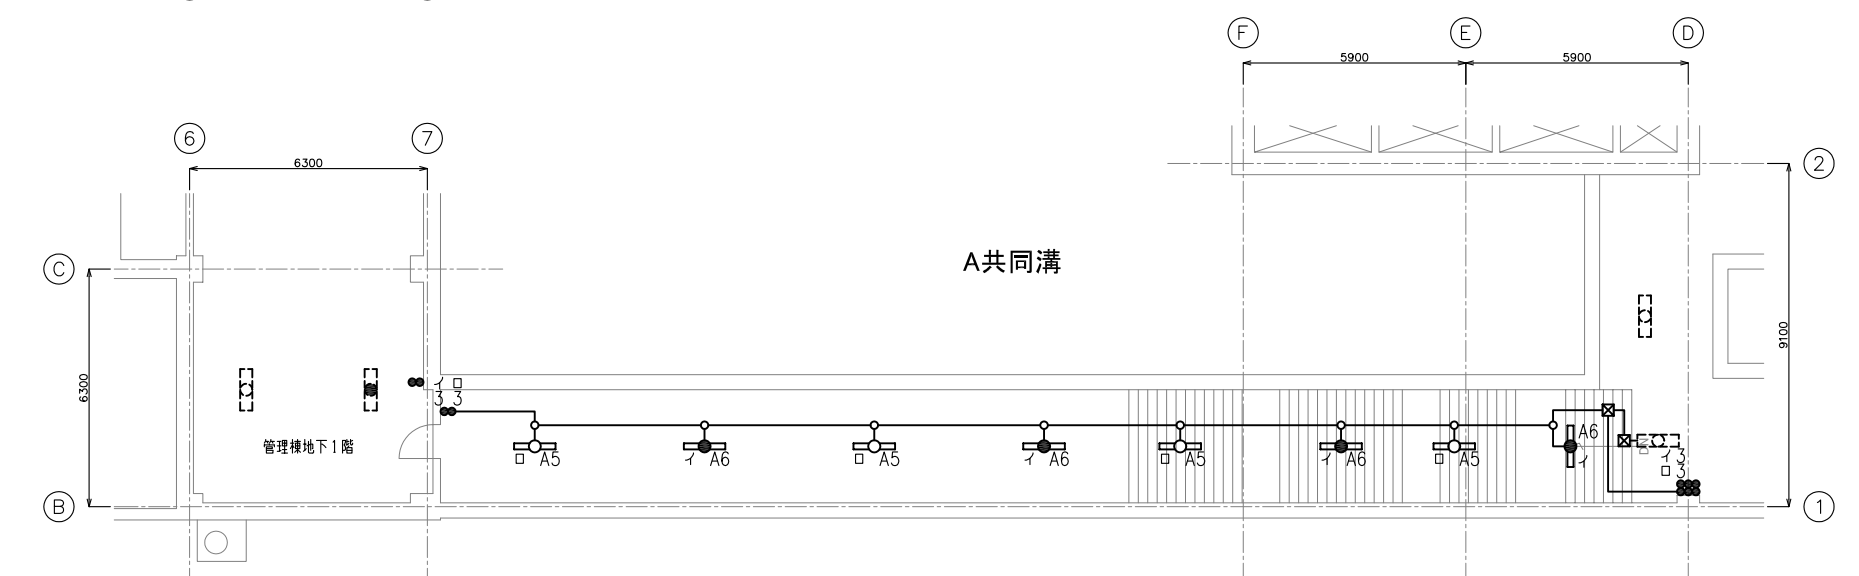 F
E
D
5900
5900
6
7
2
6300
A共同溝
C
9100
6300
イ ロ
3 3
管理棟地下1階
ロ A5
イ A6
ロ A5
イ A6
ロ A5
イ A6
ロ A5
A6
イ
DN
イ 3
ロ 3
B
1